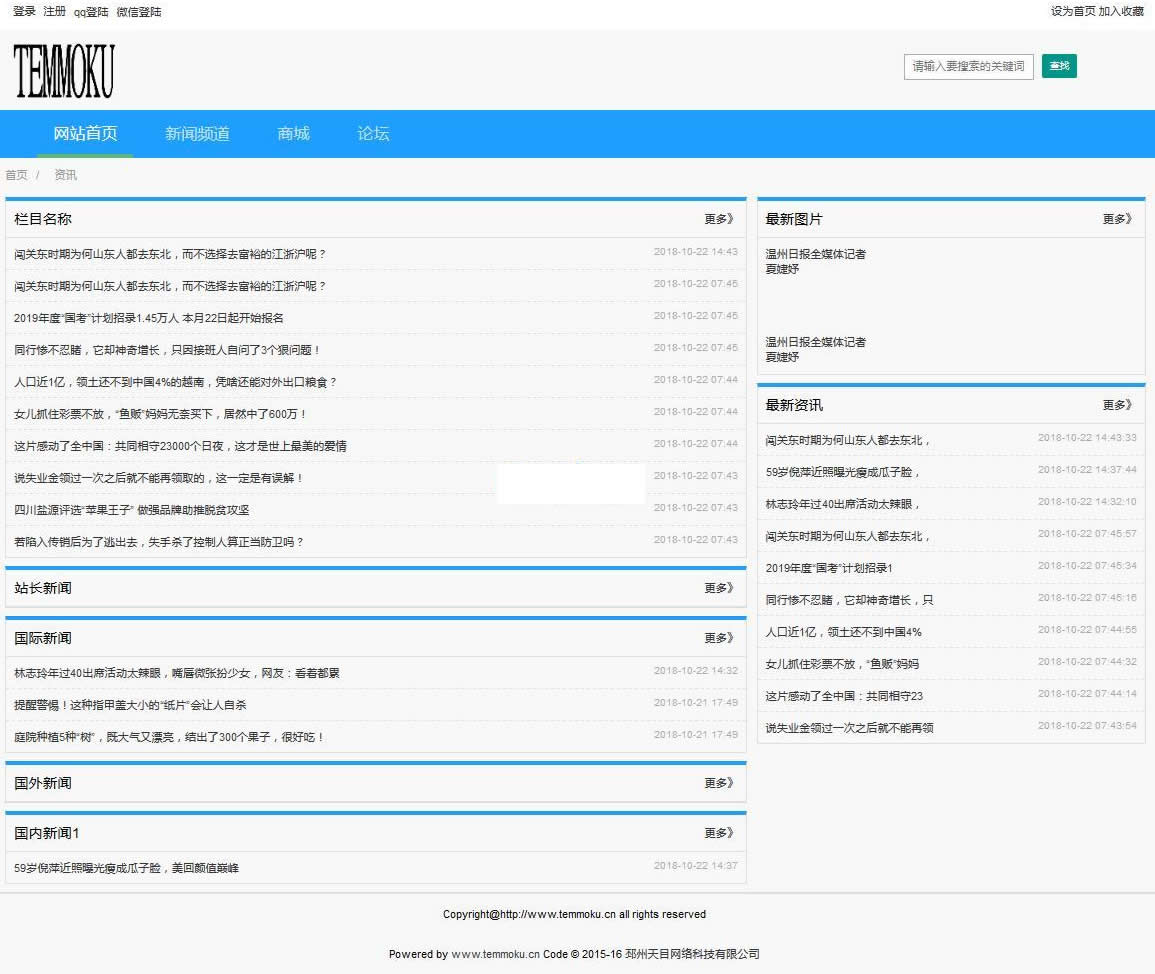 登录 注册 qq登陆 微信登陆
设为首页 加入收藏
TEMMOKU
请输入要搜索的关键词 查找
网站首页 新闻频道 商城 论坛
首页 / 资讯
栏目名称 更多》
闯关东时期为何山东人都去东北，而不选择去富裕的江浙沪呢？ 2018-10-22 14:43
闯关东时期为何山东人都去东北，而不选择去富裕的江浙沪呢？ 2018-10-22 07:45
2019年度“国考”计划招录1.45万人 本月22日起开始报名 2018-10-22 07:45
同行惨不忍睹，它却神奇增长，只因接班人自问了3个狠问题！ 2018-10-22 07:45
人口近1亿，领土还不到中国4%的越南，凭啥还能对外出口粮食？ 2018-10-22 07:44
女儿抓住彩票不放，“鱼贩”妈妈无奈买下，居然中了600万！ 2018-10-22 07:44
这片感动了全中国：共同相守23000个日夜，这才是世上最美的爱情 2018-10-22 07:44
说失业金领过一次之后就不能再领取的，这一定是有误解！ 2018-10-22 07:43
四川盐源评选“苹果王子” 做强品牌助推脱贫攻坚 2018-10-22 07:43
若陷入传销后为了逃出去，失手杀了控制人算正当防卫吗？ 2018-10-22 07:43
站长新闻 更多》
国际新闻 更多》
林志玲年过40出席活动太辣眼，嘴唇微张扮少女，网友：看着都累 2018-10-22 14:32
提醒警惕！这种指甲盖大小的“纸片”会让人自杀 2018-10-21 17:49
庭院种植5种“树”，既大气又漂亮，结出了300个果子，很好吃！ 2018-10-21 17:49
国外新闻 更多》
国内新闻1 更多》
59岁倪萍近照曝光瘦成瓜子脸，美回颜值巅峰 2018-10-22 14:37
最新图片 更多》
温州日报全媒体记者
夏婕妤
温州日报全媒体记者
夏婕妤
最新资讯 更多》
闯关东时期为何山东人都去东北， 2018-10-22 14:43:33
59岁倪萍近照曝光瘦成瓜子脸， 2018-10-22 14:37:44
林志玲年过40出席活动太辣眼， 2018-10-22 14:32:10
闯关东时期为何山东人都去东北， 2018-10-22 07:45:57
2019年度“国考”计划招录1 2018-10-22 07:45:34
同行惨不忍睹，它却神奇增长，只 2018-10-22 07:45:16
人口近1亿，领土还不到中国4% 2018-10-22 07:44:55
女儿抓住彩票不放，“鱼贩”妈妈 2018-10-22 07:44:32
这片感动了全中国：共同相守23 2018-10-22 07:44:14
说失业金领过一次之后就不能再领 2018-10-22 07:43:54
Copyright@http://www.temmoku.cn all rights reserved
Powered by www.temmoku.cn Code © 2015-16 邳州天目网络科技有限公司